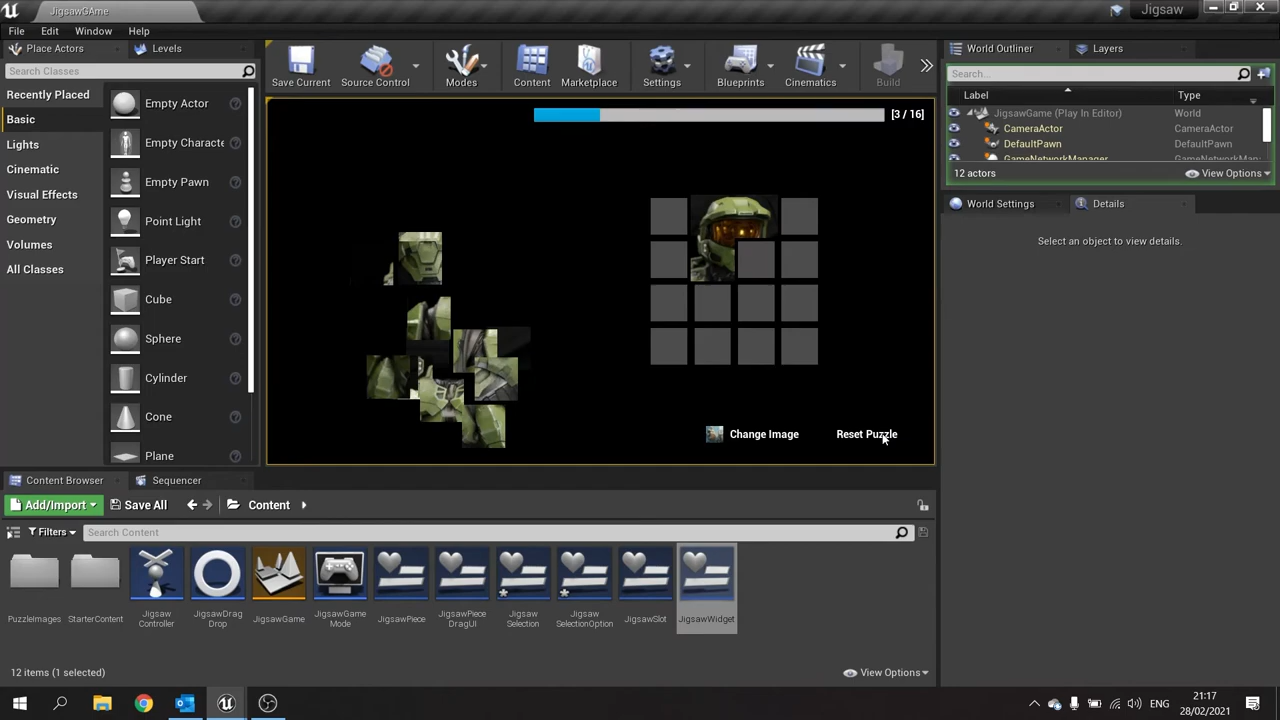 JigsawGAme
Jigsaw
File Edit Window Help
Place Actors
Levels
Search Classes
Recently Placed
Basic
Lights
Cinematic
Visual Effects
Geometry
Volumes
All Classes
Empty Actor
Empty Characte
Empty Pawn
Point Light
Player Start
Cube
Sphere
Cylinder
Cone
Plane
Save Current
Source Control
Modes
Content
Marketplace
Settings
Blueprints
Cinematics
Build
[3 / 16]
Change Image
Reset Puzzle
World Outliner
Layers
Search...
Label
Type
JigsawGame (Play In Editor)
World
CameraActor
CameraActor
DefaultPawn
DefaultPawn
GameNetworkManager
GameNetworkMan
12 actors
View Options
World Settings
Details
Select an object to view details.
Content Browser
Sequencer
Add/Import
Save All
Content
Filters
Search Content
PuzzleImages
StarterContent
Jigsaw
Controller
JigsawDrag
Drop
JigsawGame
JigsawGame
Mode
JigsawPiece
JigsawPiece
DragUI
Jigsaw
Selection
Jigsaw
SelectionOption
JigsawSlot
JigsawWidget
12 items (1 selected)
View Options
ENG
21:17
28/02/2021